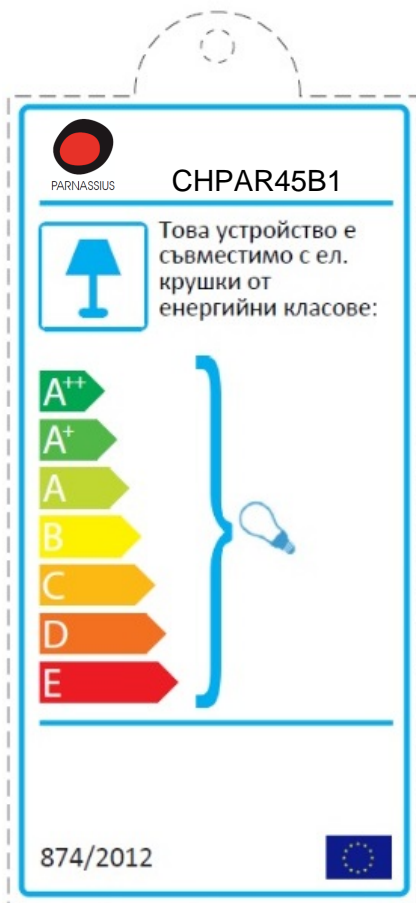 PARNASSIUS
CHPAR45B1
Това устройство е
съвместимо с ел.
крушки от
енергийни класове:
A++
A+
A
B
C
D
E
874/2012